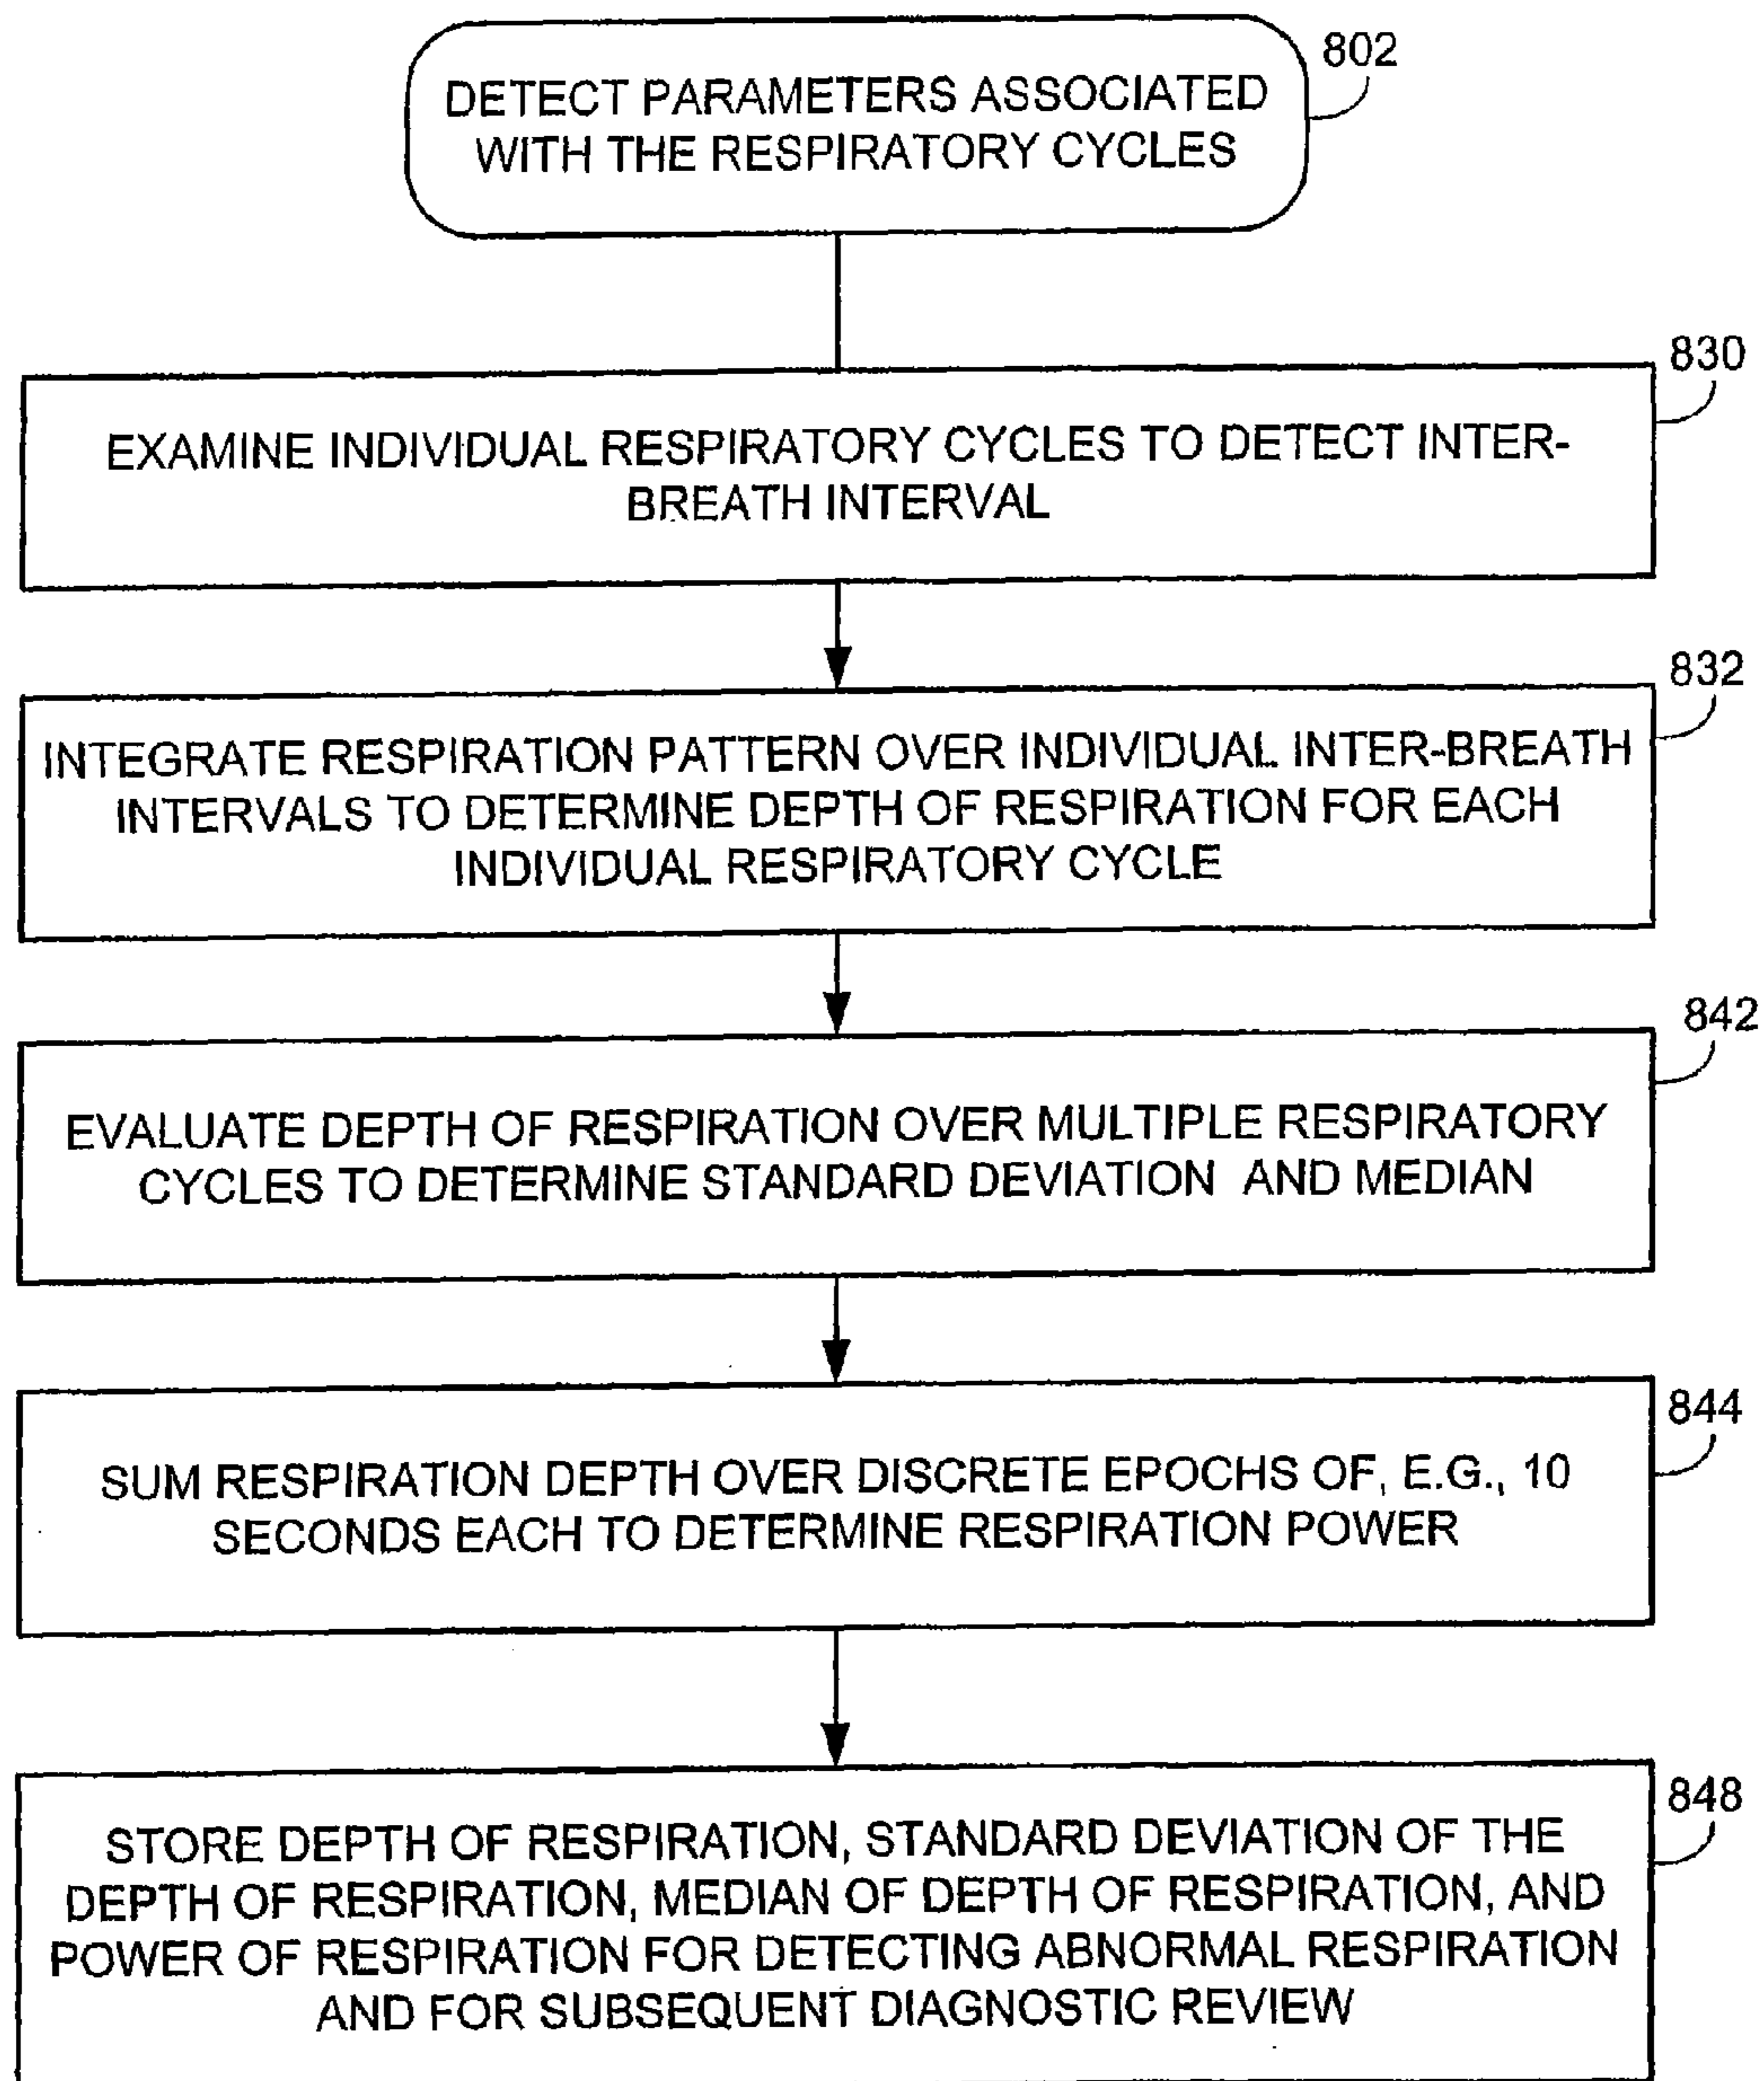 802
DETECT PARAMETERS ASSOCIATED
WITH THE RESPIRATORY CYCLES
830
EXAMINE INDIVIDUAL RESPIRATORY CYCLES TO DETECT INTER-
BREATH INTERVAL
832
INTEGRATE RESPIRATION PATTERN OVER INDIVIDUAL INTER-BREATH
INTERVALS TO DETERMINE DEPTH OF RESPIRATION FOR EACH
INDIVIDUAL RESPIRATORY CYCLE
842
EVALUATE DEPTH OF RESPIRATION OVER MULTIPLE RESPIRATORY
CYCLES TO DETERMINE STANDARD DEVIATION AND MEDIAN
844
SUM RESPIRATION DEPTH OVER DISCRETE EPOCHS OF, E.G., 10
SECONDS EACH TO DETERMINE RESPIRATION POWER
848
STORE DEPTH OF RESPIRATION, STANDARD DEVIATION OF THE
DEPTH OF RESPIRATION, MEDIAN OF DEPTH OF RESPIRATION, AND
POWER OF RESPIRATION FOR DETECTING ABNORMAL RESPIRATION
AND FOR SUBSEQUENT DIAGNOSTIC REVIEW